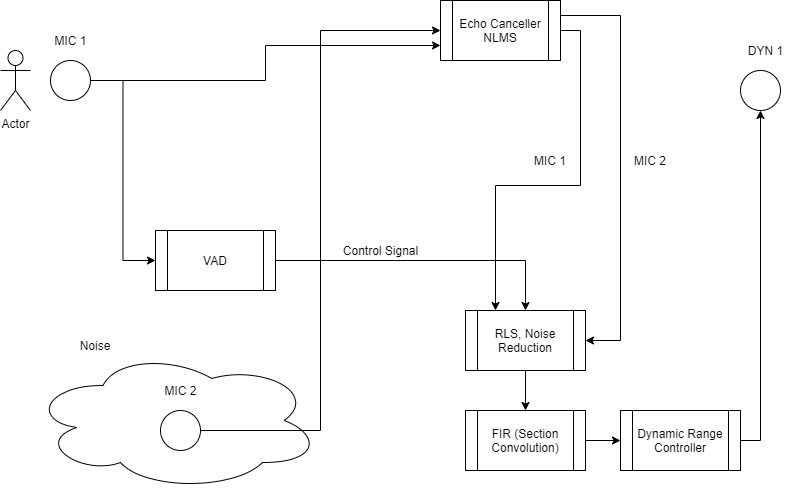 Echo Canceller
NLMS
MIC 1
DYN 1
Actor
MIC 1
MIC 2
VAD
Control Signal
RLS, Noise
Reduction
Noise
MIC 2
FIR (Section
Convolution)
Dynamic Range
Controller